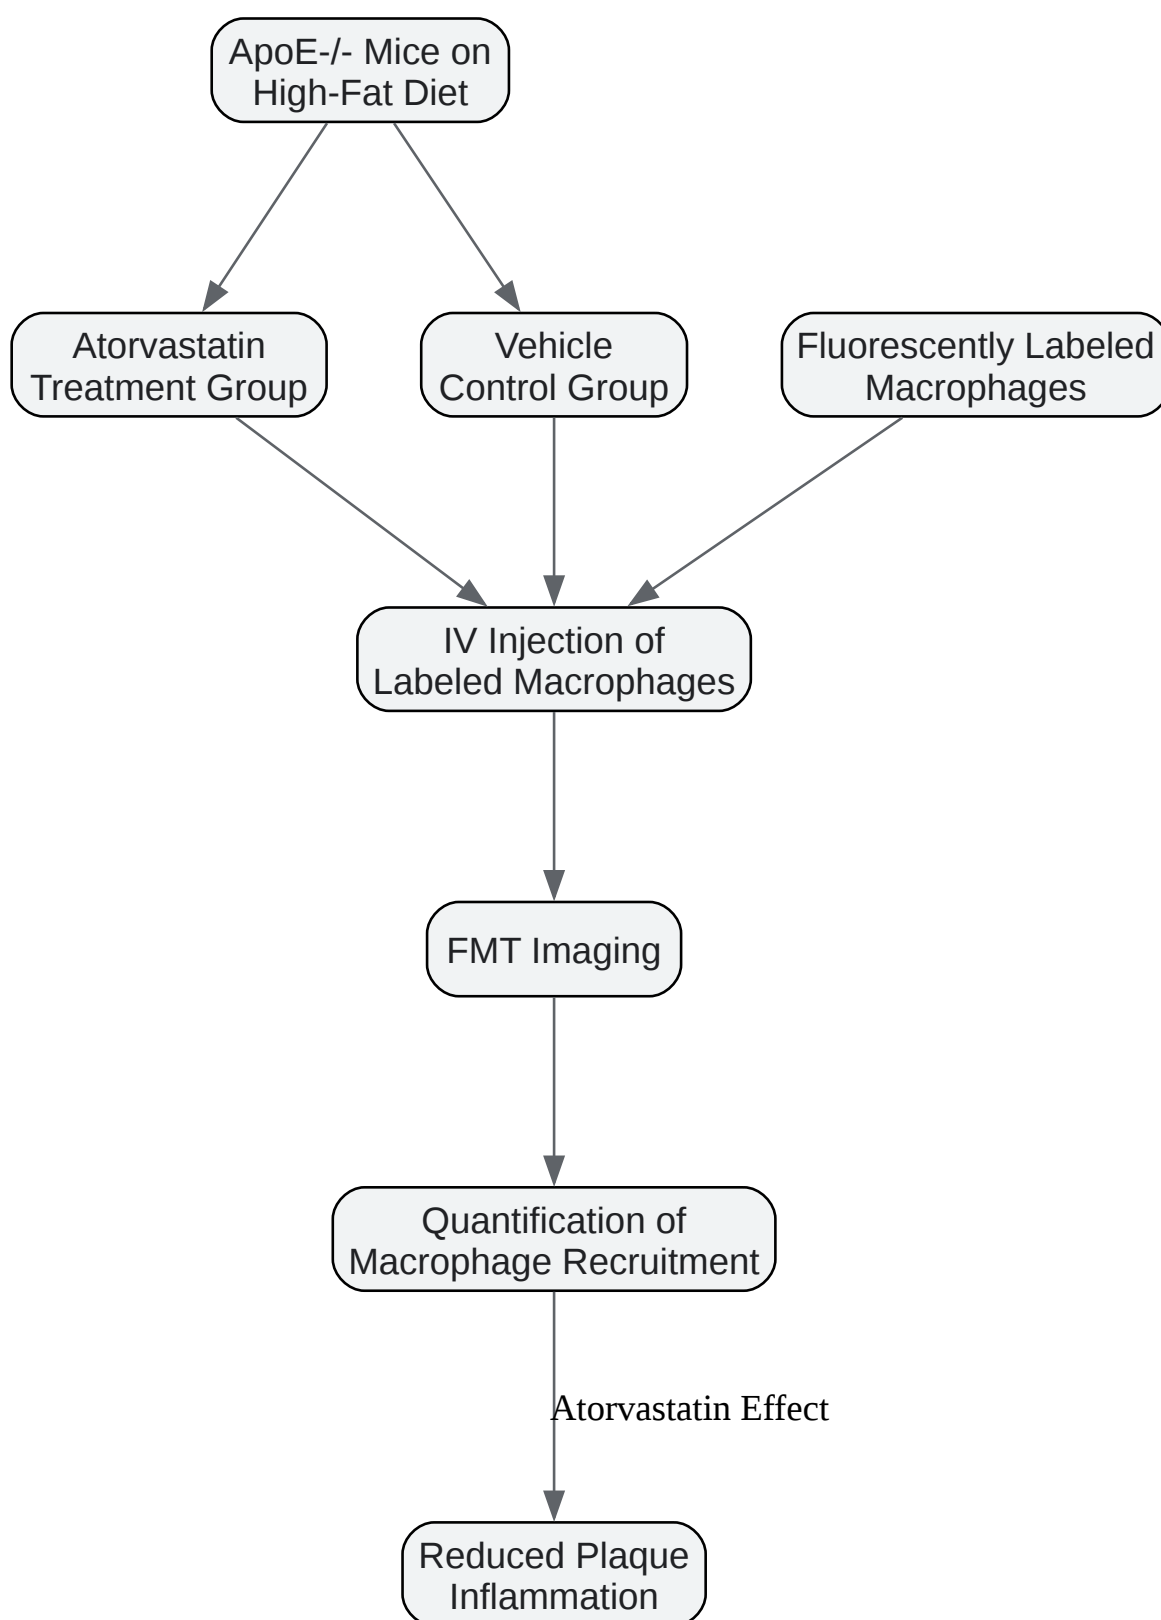 ApoE-/- Mice on
High-Fat Diet
Atorvastatin
Treatment Group
Vehicle
Control Group
Fluorescently Labeled
Macrophages
IV Injection of
Labeled Macrophages
FMT Imaging
Quantification of
Macrophage Recruitment
Atorvastatin Effect
Reduced Plaque
Inflammation